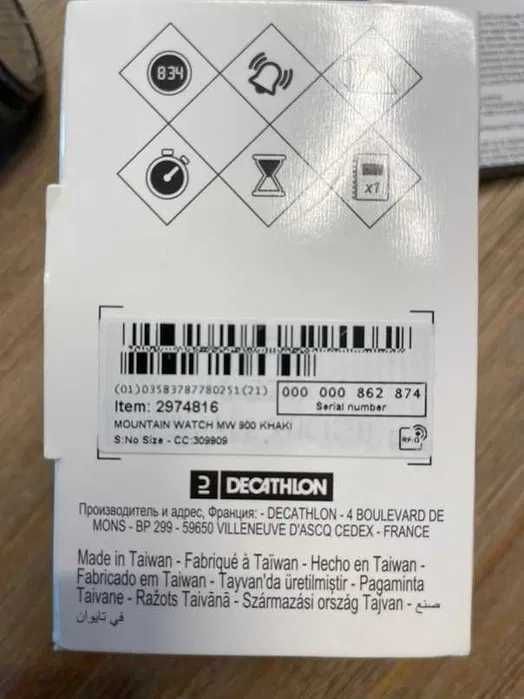 834
x1
(01)03583787780251(21)
000 000 862 874
Serial number
Item: 2974816
MOUNTAIN WATCH MW 900 KHAKI
S:No Size - CC:309909
RFID
DECATHLON
Производитель и адрес, Франция: - DECATHLON - 4 BOULEVARD DE
MONS - BP 299 - 59650 VILLENEUVE D'ASCQ CEDEX - FRANCE
Made in Taiwan - Fabriqué à Taïwan - Hecho en Taiwan -
Fabricado em Taiwan - Tayvan'da üretilmiştir - Pagaminta
Taivane - Ražots Taivānā - Származási ország Tajvan - صنع
في تايوان